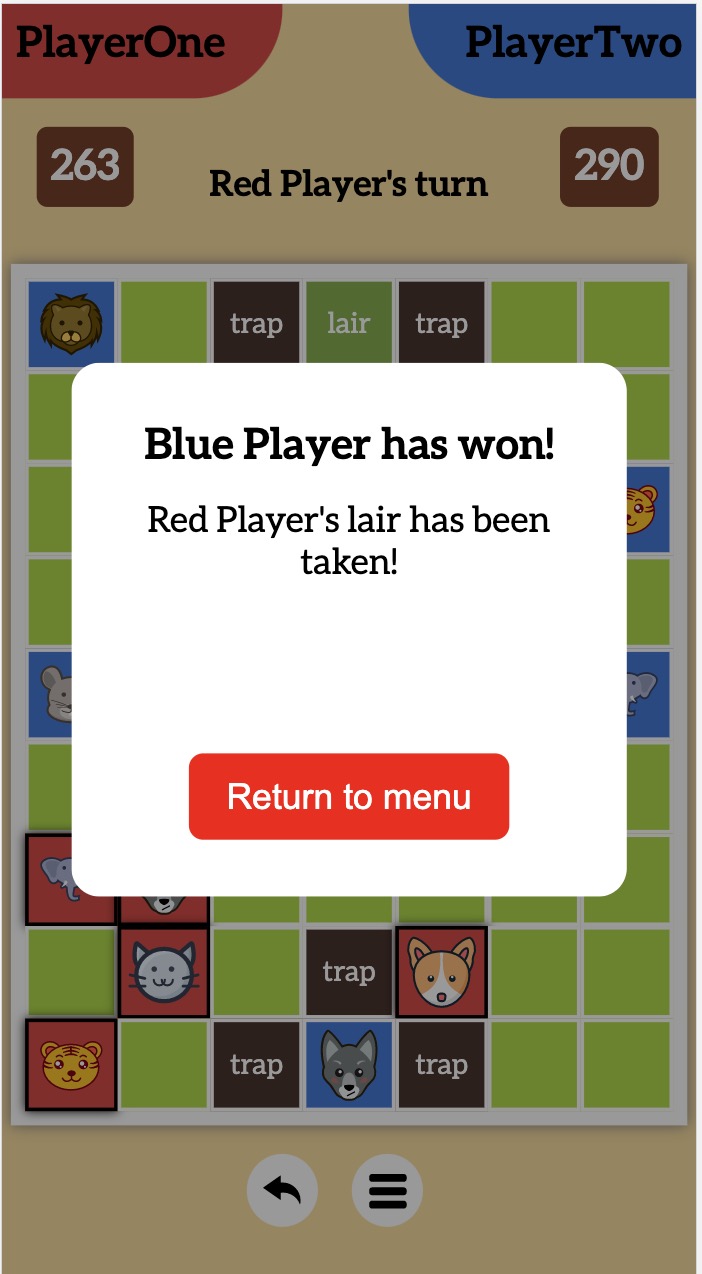 PlayerOne
PlayerTwo
263
Red Player's turn
290
trap
lair
trap
Blue Player has won!
Red Player's lair has been
taken!
Return to menu
trap
trap
trap